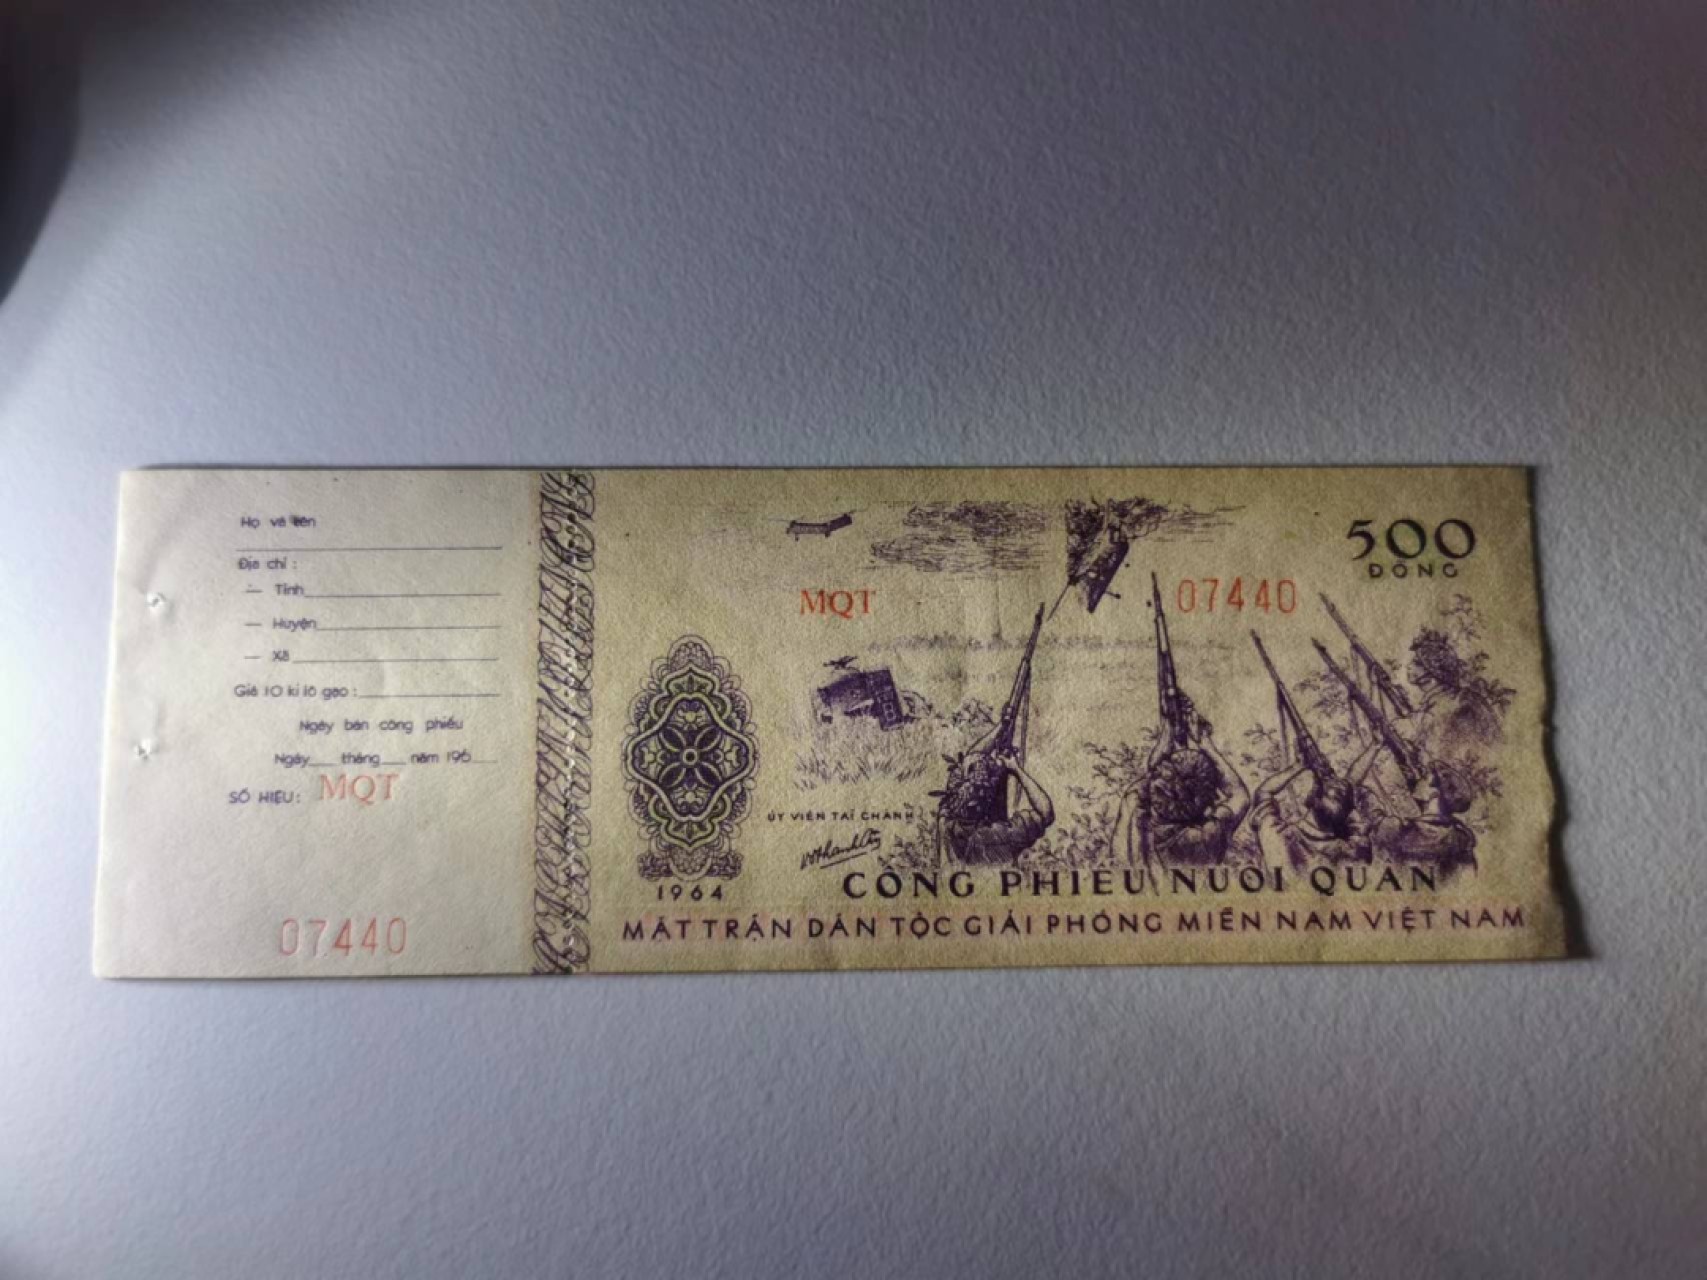 Họ và tên
Địa chỉ :
— Tỉnh
— Huyện
— Xã
Giá 10 ki lô gạo :
Ngày bán công phiếu
Ngày___ tháng___ năm 196__
SỐ HIỆU: MQT
07440
500
ĐỒNG
MQT
07440
ỦY VIÊN TÀI CHÁNH
1964
CÔNG PHIẾU NUÔI QUÂN
MẶT TRẬN DÂN TỘC GIẢI PHÓNG MIỀN NAM VIỆT NAM